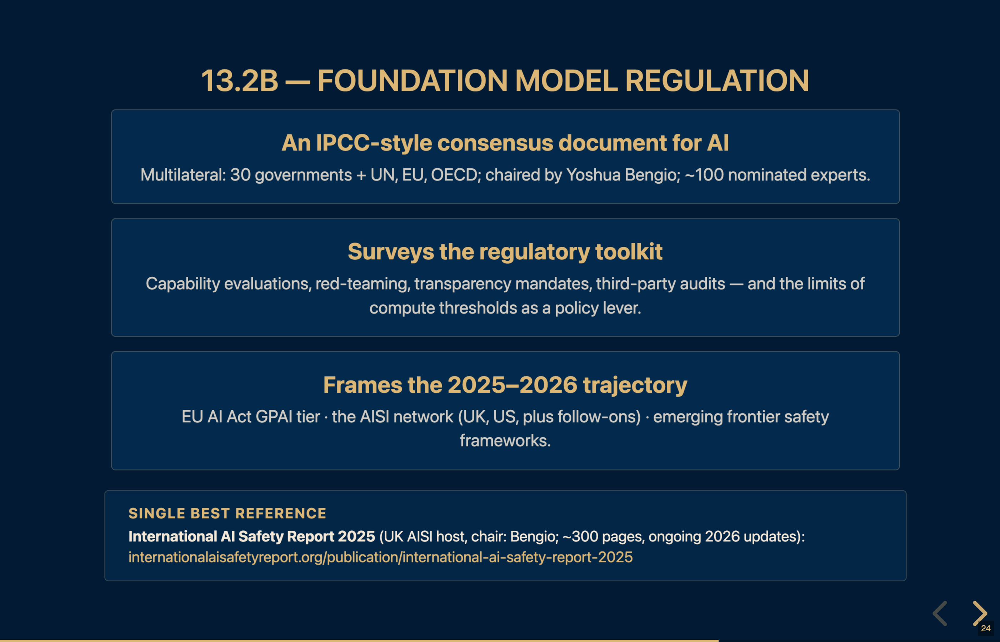 13.2B — FOUNDATION MODEL REGULATION
An IPCC-style consensus document for AI
Multilateral: 30 governments + UN, EU, OECD; chaired by Yoshua Bengio; ~100 nominated experts.
Surveys the regulatory toolkit
Capability evaluations, red-teaming, transparency mandates, third-party audits — and the limits of
compute thresholds as a policy lever.
Frames the 2025–2026 trajectory
EU AI Act GPAI tier · the AISI network (UK, US, plus follow-ons) · emerging frontier safety
frameworks.
SINGLE BEST REFERENCE
International AI Safety Report 2025 (UK AISI host, chair: Bengio; ~300 pages, ongoing 2026 updates):
internationalaisafetyreport.org/publication/international-ai-safety-report-2025
24